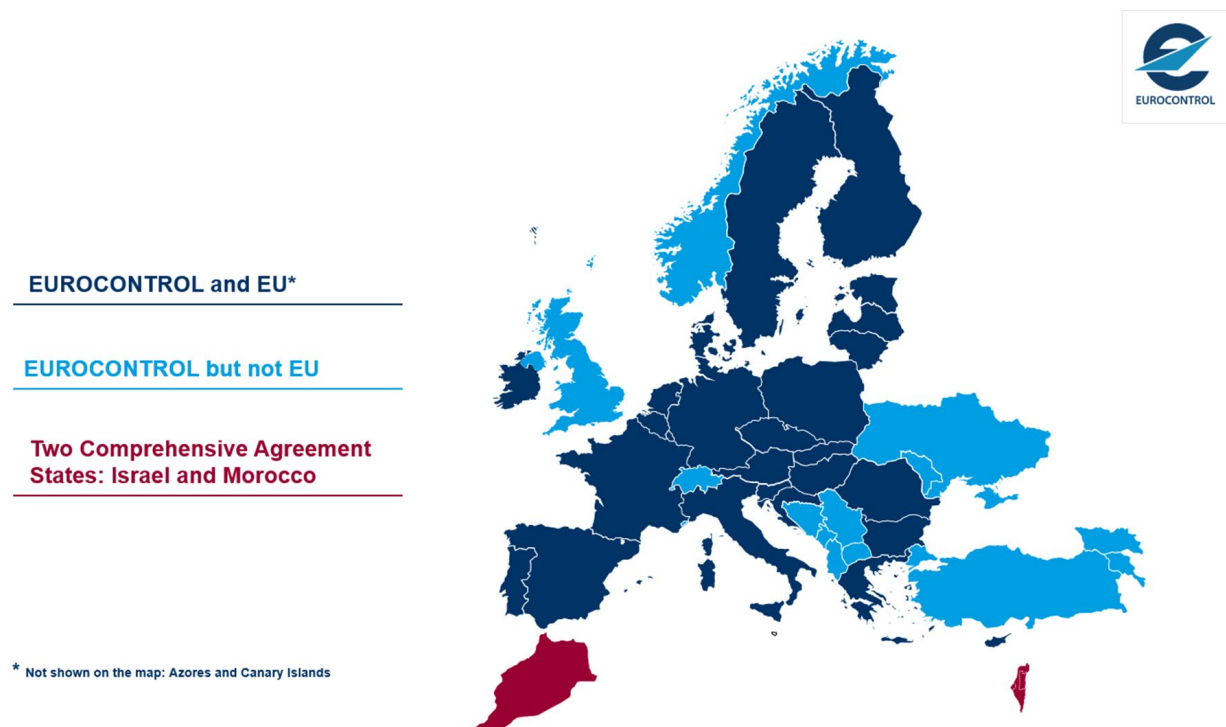 EUROCONTROL
EUROCONTROL and EU*
EUROCONTROL but not EU
Two Comprehensive Agreement
States: Israel and Morocco
* Not shown on the map: Azores and Canary Islands